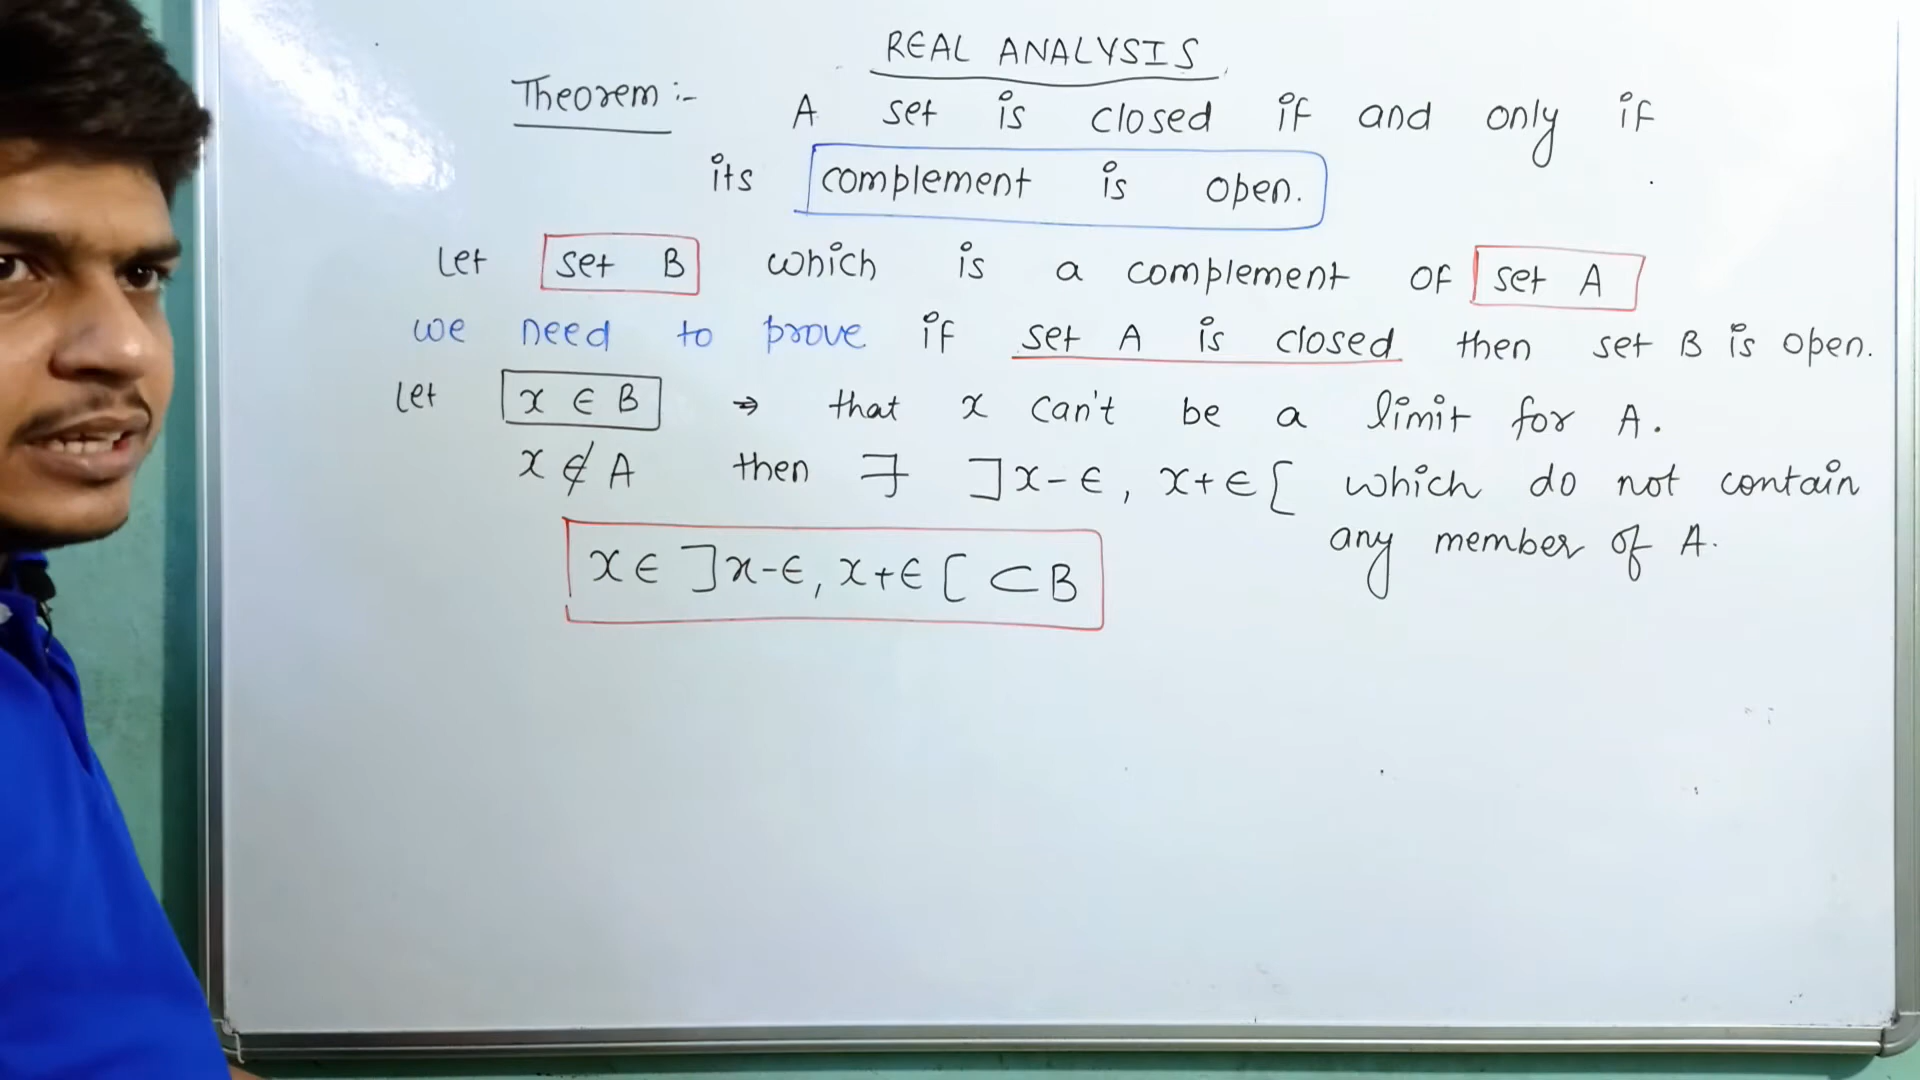 REAL ANALYSIS
Theorem :- A set is closed if and only if
its complement is open.
Let set B which is a complement of set A
we need to prove if set A is closed then set B is open.
Let x ∈ B ⇒ that x can't be a limit for A.
x ∉ A then ∃ ]x-∈, x+∈[ which do not contain
any member of A.
x ∈ ]x-∈, x+∈[ ⊂ B